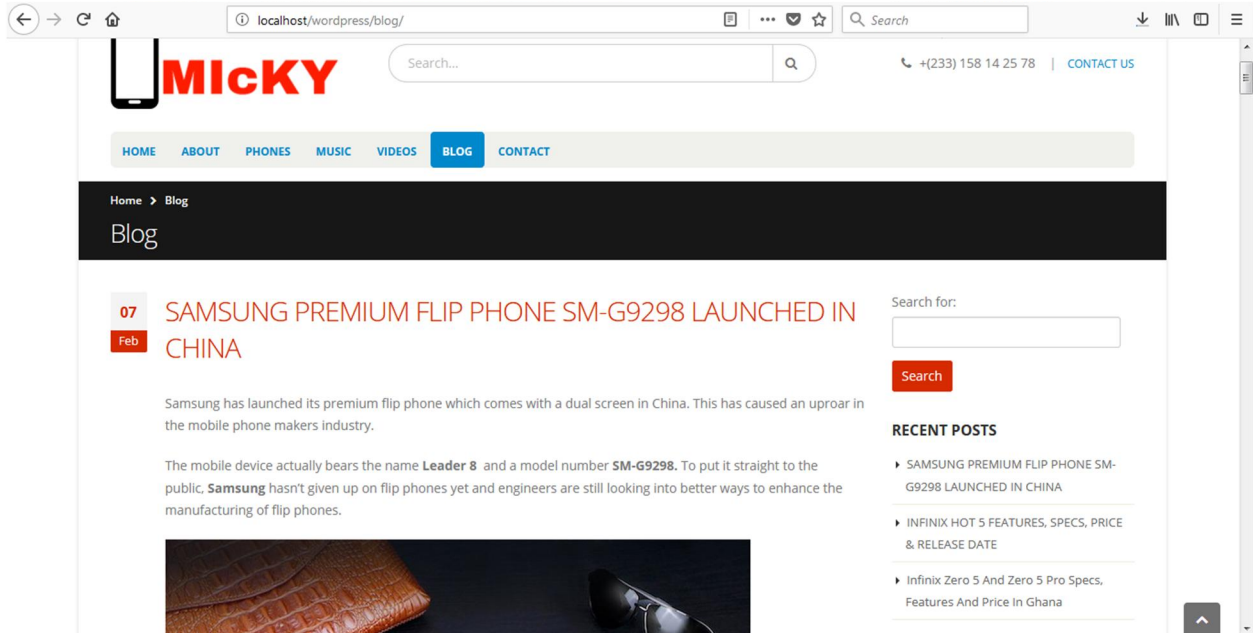 localhost/wordpress/blog/
Search
MIcKY
Search...
+(233) 158 14 25 78 | CONTACT US
HOME ABOUT PHONES MUSIC VIDEOS BLOG CONTACT
Home > Blog
Blog
07
Feb
SAMSUNG PREMIUM FLIP PHONE SM-G9298 LAUNCHED IN
CHINA
Samsung has launched its premium flip phone which comes with a dual screen in China. This has caused an uproar in
the mobile phone makers industry.
The mobile device actually bears the name Leader 8 and a model number SM-G9298. To put it straight to the
public, Samsung hasn't given up on flip phones yet and engineers are still looking into better ways to enhance the
manufacturing of flip phones.
Search for:
Search
RECENT POSTS
SAMSUNG PREMIUM FLIP PHONE SM-
G9298 LAUNCHED IN CHINA
INFINIX HOT 5 FEATURES, SPECS, PRICE
& RELEASE DATE
Infinix Zero 5 And Zero 5 Pro Specs,
Features And Price In Ghana